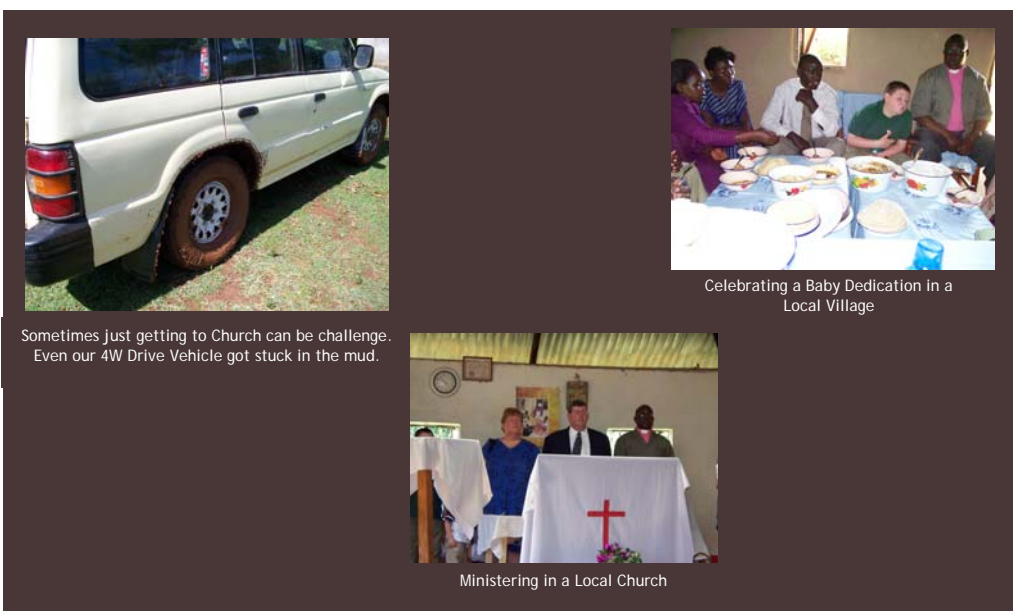 Sometimes just getting to Church can be challenge.
Even our 4W Drive Vehicle got stuck in the mud.
Celebrating a Baby Dedication in a
Local Village
Ministering in a Local Church